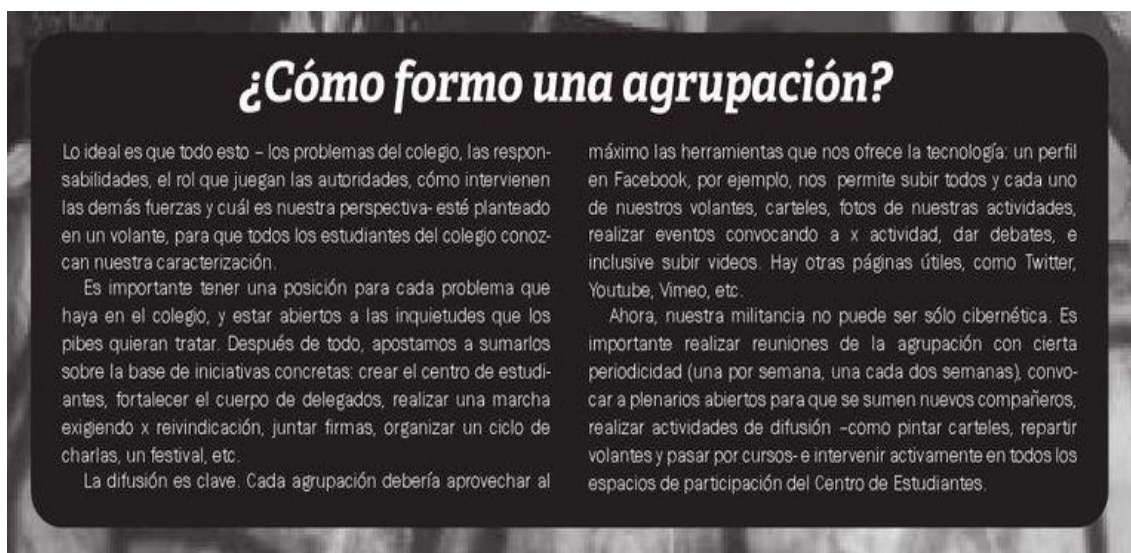 ¿Cómo formo una agrupación?
Lo ideal es que todo esto – los problemas del colegio, las respon-
sabilidades, el rol que juegan las autoridades, cómo intervienen
las demás fuerzas y cuál es nuestra perspectiva- esté planteado
en un volante, para que todos los estudiantes del colegio conoz-
can nuestra caracterización.
Es importante tener una posición para cada problema que
haya en el colegio, y estar abiertos a las inquietudes que los
pibes quieran tratar. Después de todo, apostamos a sumarlos
sobre la base de iniciativas concretas: crear el centro de estudi-
antes, fortalecer el cuerpo de delegados, realizar una marcha
exigiendo x reivindicación, juntar firmas, organizar un ciclo de
charlas, un festival, etc.
La difusión es clave. Cada agrupación debería aprovechar al
máximo las herramientas que nos ofrece la tecnología: un perfil
en Facebook, por ejemplo, nos permite subir todos y cada uno
de nuestros volantes, carteles, fotos de nuestras actividades,
realizar eventos convocando a x actividad, dar debates, e
inclusive subir videos. Hay otras páginas útiles, como Twitter,
Youtube, Vimeo, etc.
Ahora, nuestra militancia no puede ser sólo cibernética. Es
importante realizar reuniones de la agrupación con cierta
periodicidad (una por semana, una cada dos semanas), convo-
car a plenarios abiertos para que se sumen nuevos compañeros,
realizar actividades de difusión –como pintar carteles, repartir
volantes y pasar por cursos- e intervenir activamente en todos los
espacios de participación del Centro de Estudiantes.